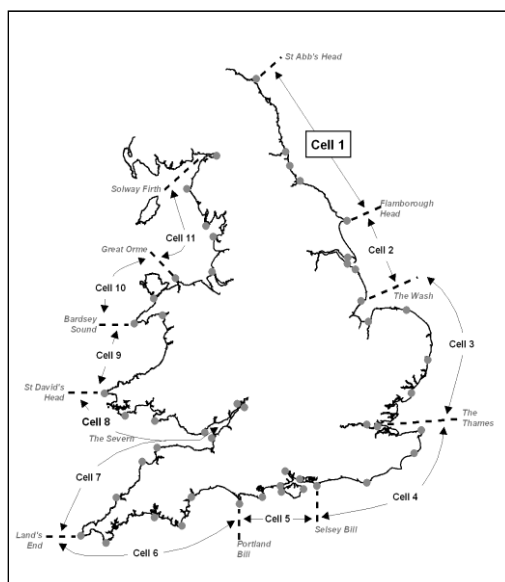 St Abb's Head
Cell 1
Solway Firth
Flamborough
Head
Cell 11
Great Orme
Cell 2
Cell 10
The Wash
Bardsey
Sound
Cell 3
Cell 9
St David's
Head
Cell 8
The
Thames
The Severn
Cell 7
Cell 4
Cell 5
Land's
End
Cell 6
Portland
Bill
Selsey Bill